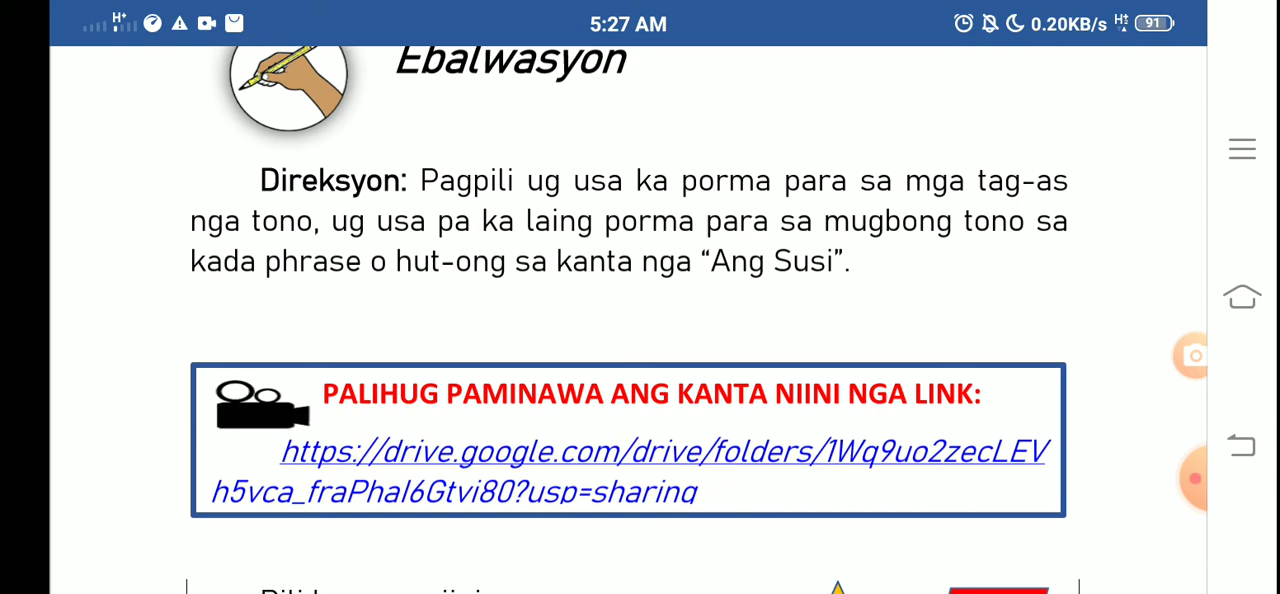 H+ 5:27 AM 0.20KB/s H+ 91
Ebalwasyon
Direksyon: Pagpili ug usa ka porma para sa mga tag-as
nga tono, ug usa pa ka laing porma para sa mugbong tono sa
kada phrase o hut-ong sa kanta nga “Ang Susi”.
PALIHUG PAMINAWA ANG KANTA NIINI NGA LINK:
https://drive.google.com/drive/folders/1Wq9uo2zecLEV
h5vca_fraPhaI6Gtvi80?usp=sharing